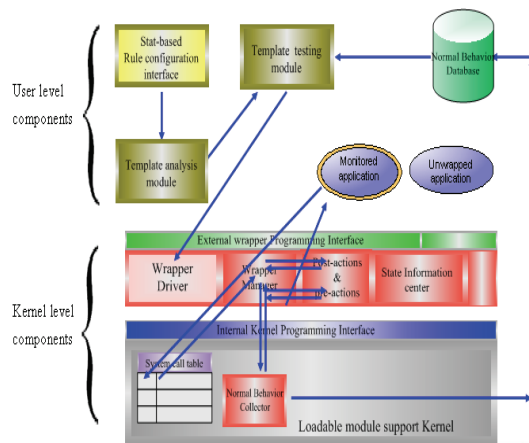 Stat-based
Rule configuration
interface
Template testing
module
Normal Behavior
Database
User level
components
Template analysis
module
Monitored
application
Unwrapped
application
External wrapper Programming Interface
Wrapper
Driver
Wrapper
Manager
Post-actions
&
Pre-actions
State Information
center
Kernel level
components
Internal Kernel Programming Interface
System call table
Normal Behavior
Collector
Loadable module support Kernel